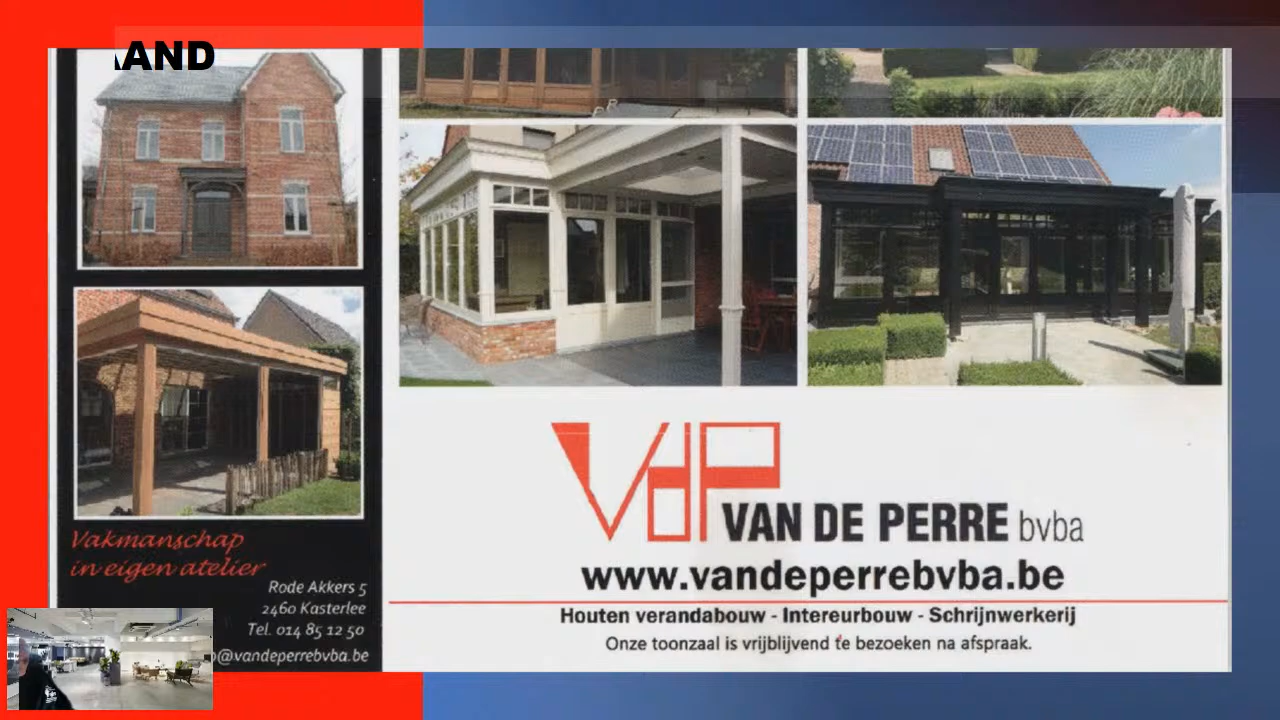 AAND
Vakmanschap
in eigen atelier
Rode Akkers 5
2460 Kasterlee
Tel. 014 85 12 50
@vandeperrebvba.be
VdP VAN DE PERRE bvba
www.vandeperrebvba.be
Houten verandabouw - Intereurbouw - Schrijnwerkerij
Onze toonzaal is vrijblijvend te bezoeken na afspraak.